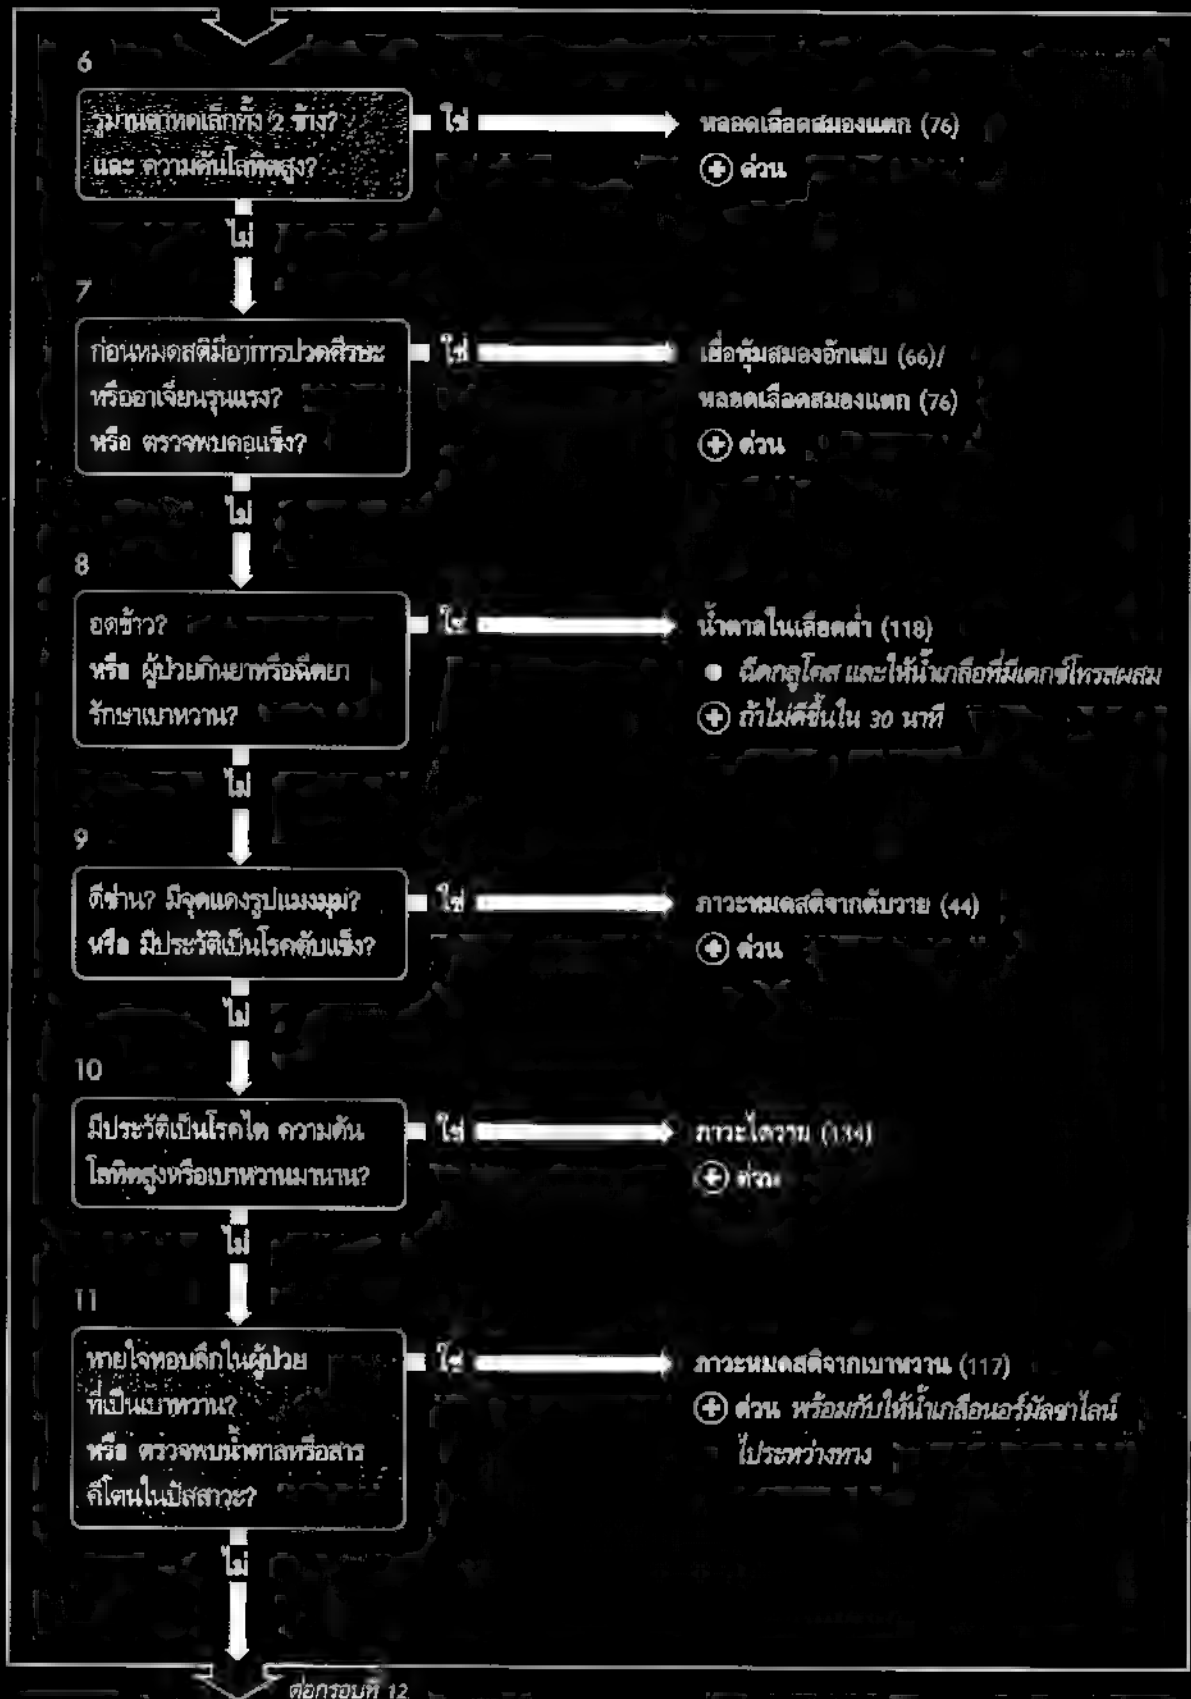 6
รูม่านตาหดเล็กทั้ง 2 ข้าง?
และ ความดันโลหิตสูง?
ใช่
หลอดเลือดสมองแตก (76)
ด่วน
ไม่
7
ก่อนหมดสติมีอาการปวดศีรษะ
หรืออาเจียนรุนแรง?
หรือ ตรวจพบคอแข็ง?
ใช่
เยื่อหุ้มสมองอักเสบ (66)/
หลอดเลือดสมองแตก (76)
ด่วน
ไม่
8
อดข้าว?
หรือ ผู้ป่วยกินยาหรือฉีดยา
รักษาเบาหวาน?
ใช่
น้ำตาลในเลือดต่ำ (118)
● ฉีดกลูโคส และให้น้ำเกลือที่มีเดกซ์โทรสผสม
ถ้าไม่ดีขึ้นใน 30 นาที
ไม่
9
ดีซ่าน? มีจุดแดงรูปแมงมุม?
หรือ มีประวัติเป็นโรคตับแข็ง?
ใช่
ภาวะหมดสติจากตับวาย (44)
ด่วน
ไม่
10
มีประวัติเป็นโรคไต ความดัน
โลหิตสูงหรือเบาหวานมานาน?
ใช่
ภาวะไตวาย (134)
ด่วน
ไม่
11
หายใจหอบลึกในผู้ป่วย
ที่เป็นเบาหวาน?
หรือ ตรวจพบน้ำตาลหรือสาร
คีโตนในปัสสาวะ?
ใช่
ภาวะหมดสติจากเบาหวาน (117)
ด่วน พร้อมกับให้น้ำเกลือนอร์มัลซาไลน์
ไประหว่างทาง
ไม่
ต่อกรอบที่ 12